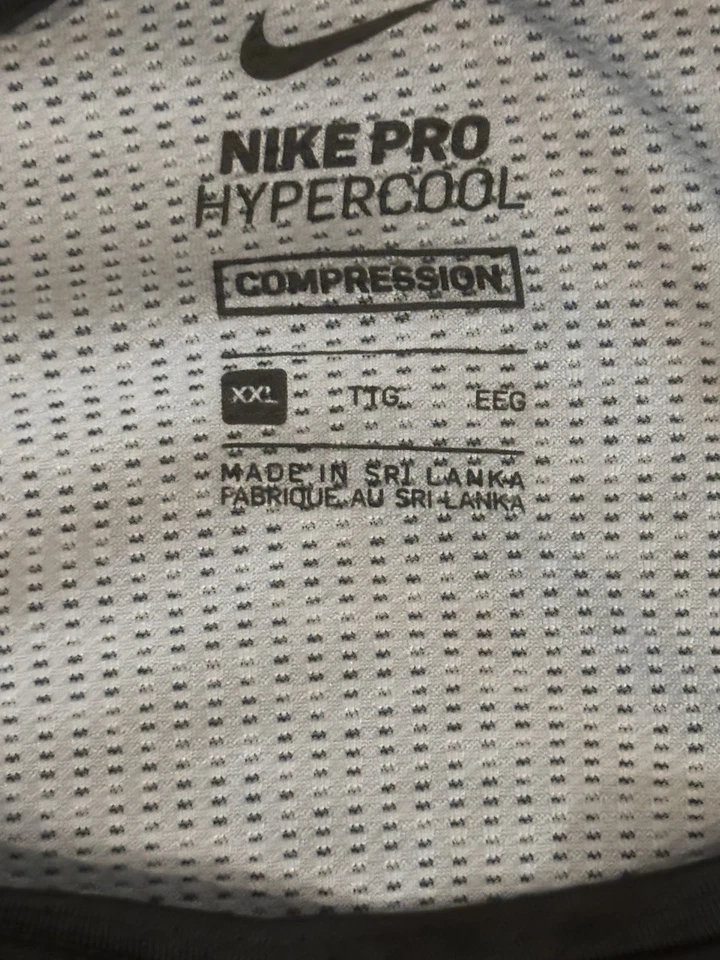 NIKE PRO
HYPERCOOL
COMPRESSION
XXL TTG EEG
MADE IN SRI LANKA
FABRIQUE AU SRI LANKA